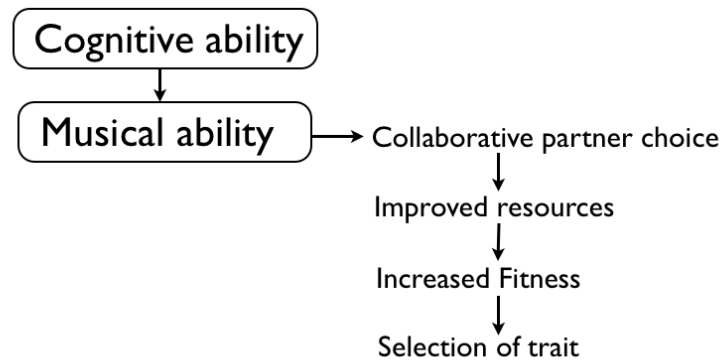 Cognitive ability
Musical ability
Collaborative partner choice
Improved resources
Increased Fitness
Selection of trait